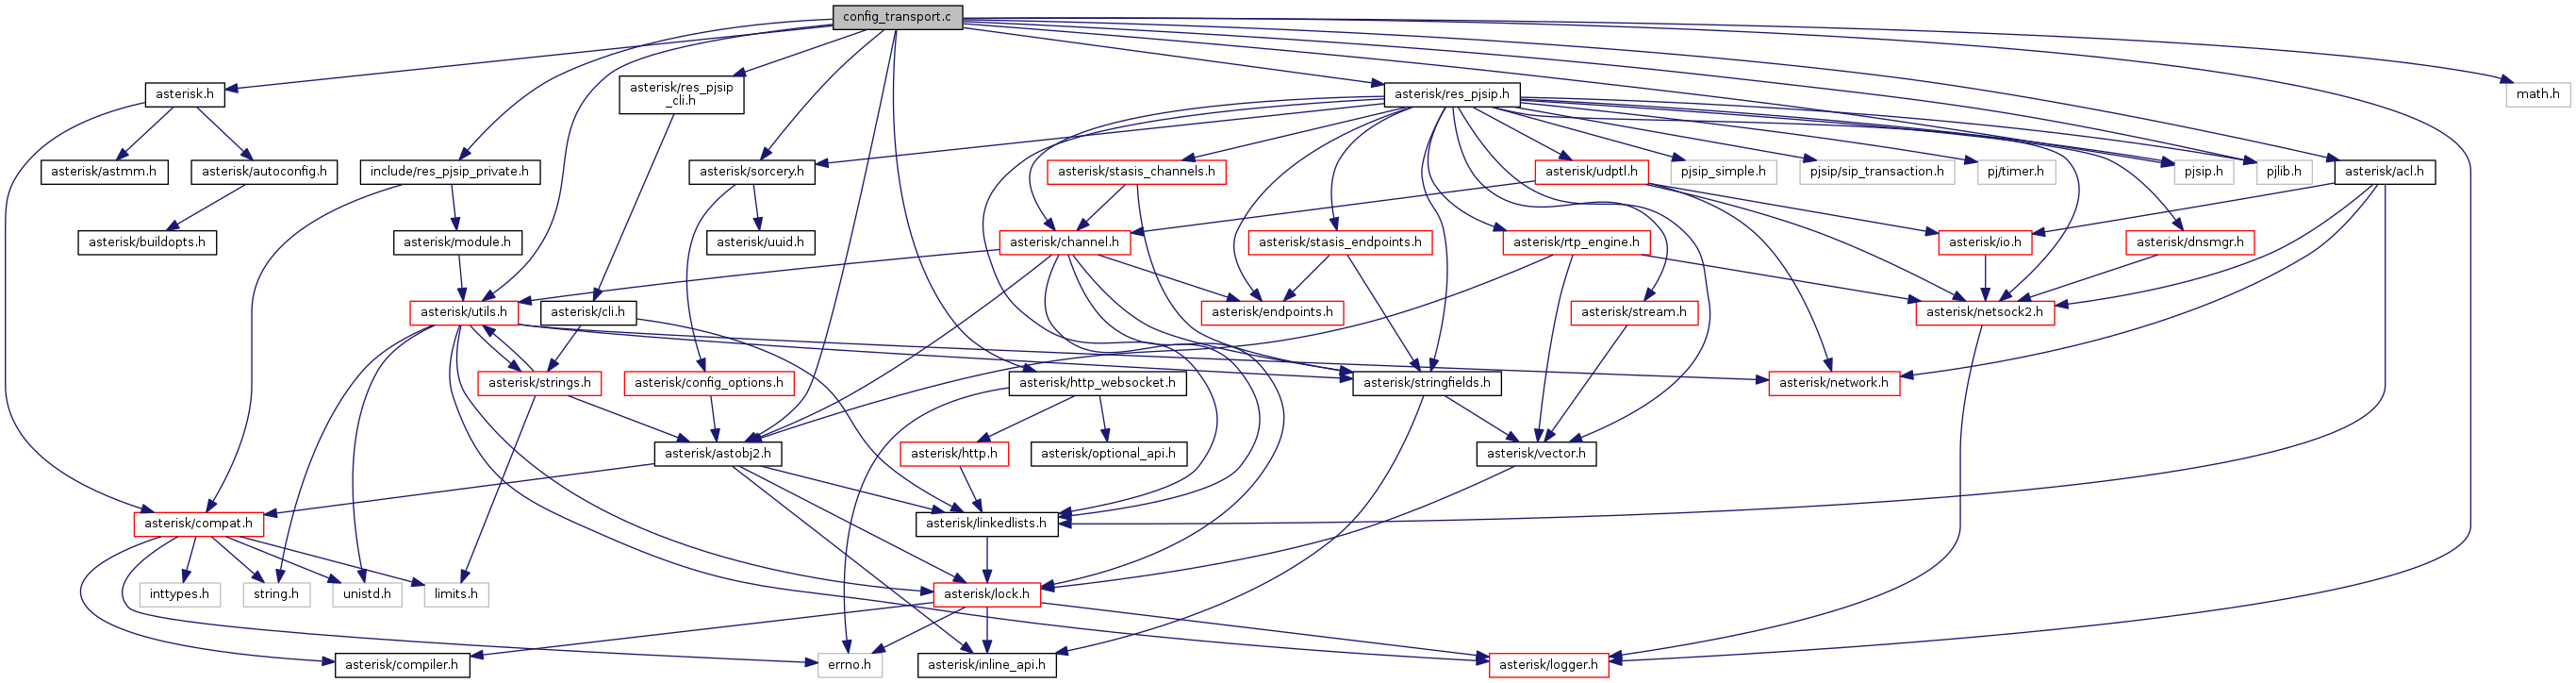 config_transport.c
asterisk.h
asterisk/res_pjsip
_cli.h
asterisk/res_pjsip.h
math.h
asterisk/astmm.h
asterisk/autoconfig.h
include/res_pjsip_private.h
asterisk/sorcery.h
asterisk/stasis_channels.h
asterisk/udptl.h
pjsip_simple.h
pjsip/sip_transaction.h
pj/timer.h
pjsip.h
pjlib.h
asterisk/acl.h
asterisk/buildopts.h
asterisk/module.h
asterisk/uuid.h
asterisk/channel.h
asterisk/stasis_endpoints.h
asterisk/rtp_engine.h
asterisk/io.h
asterisk/dnsmgr.h
asterisk/utils.h
asterisk/cli.h
asterisk/endpoints.h
asterisk/stream.h
asterisk/netsock2.h
asterisk/strings.h
asterisk/config_options.h
asterisk/http_websocket.h
asterisk/stringfields.h
asterisk/network.h
asterisk/astobj2.h
asterisk/http.h
asterisk/optional_api.h
asterisk/vector.h
asterisk/compat.h
asterisk/linkedlists.h
inttypes.h
string.h
unistd.h
limits.h
asterisk/lock.h
asterisk/compiler.h
errno.h
asterisk/inline_api.h
asterisk/logger.h